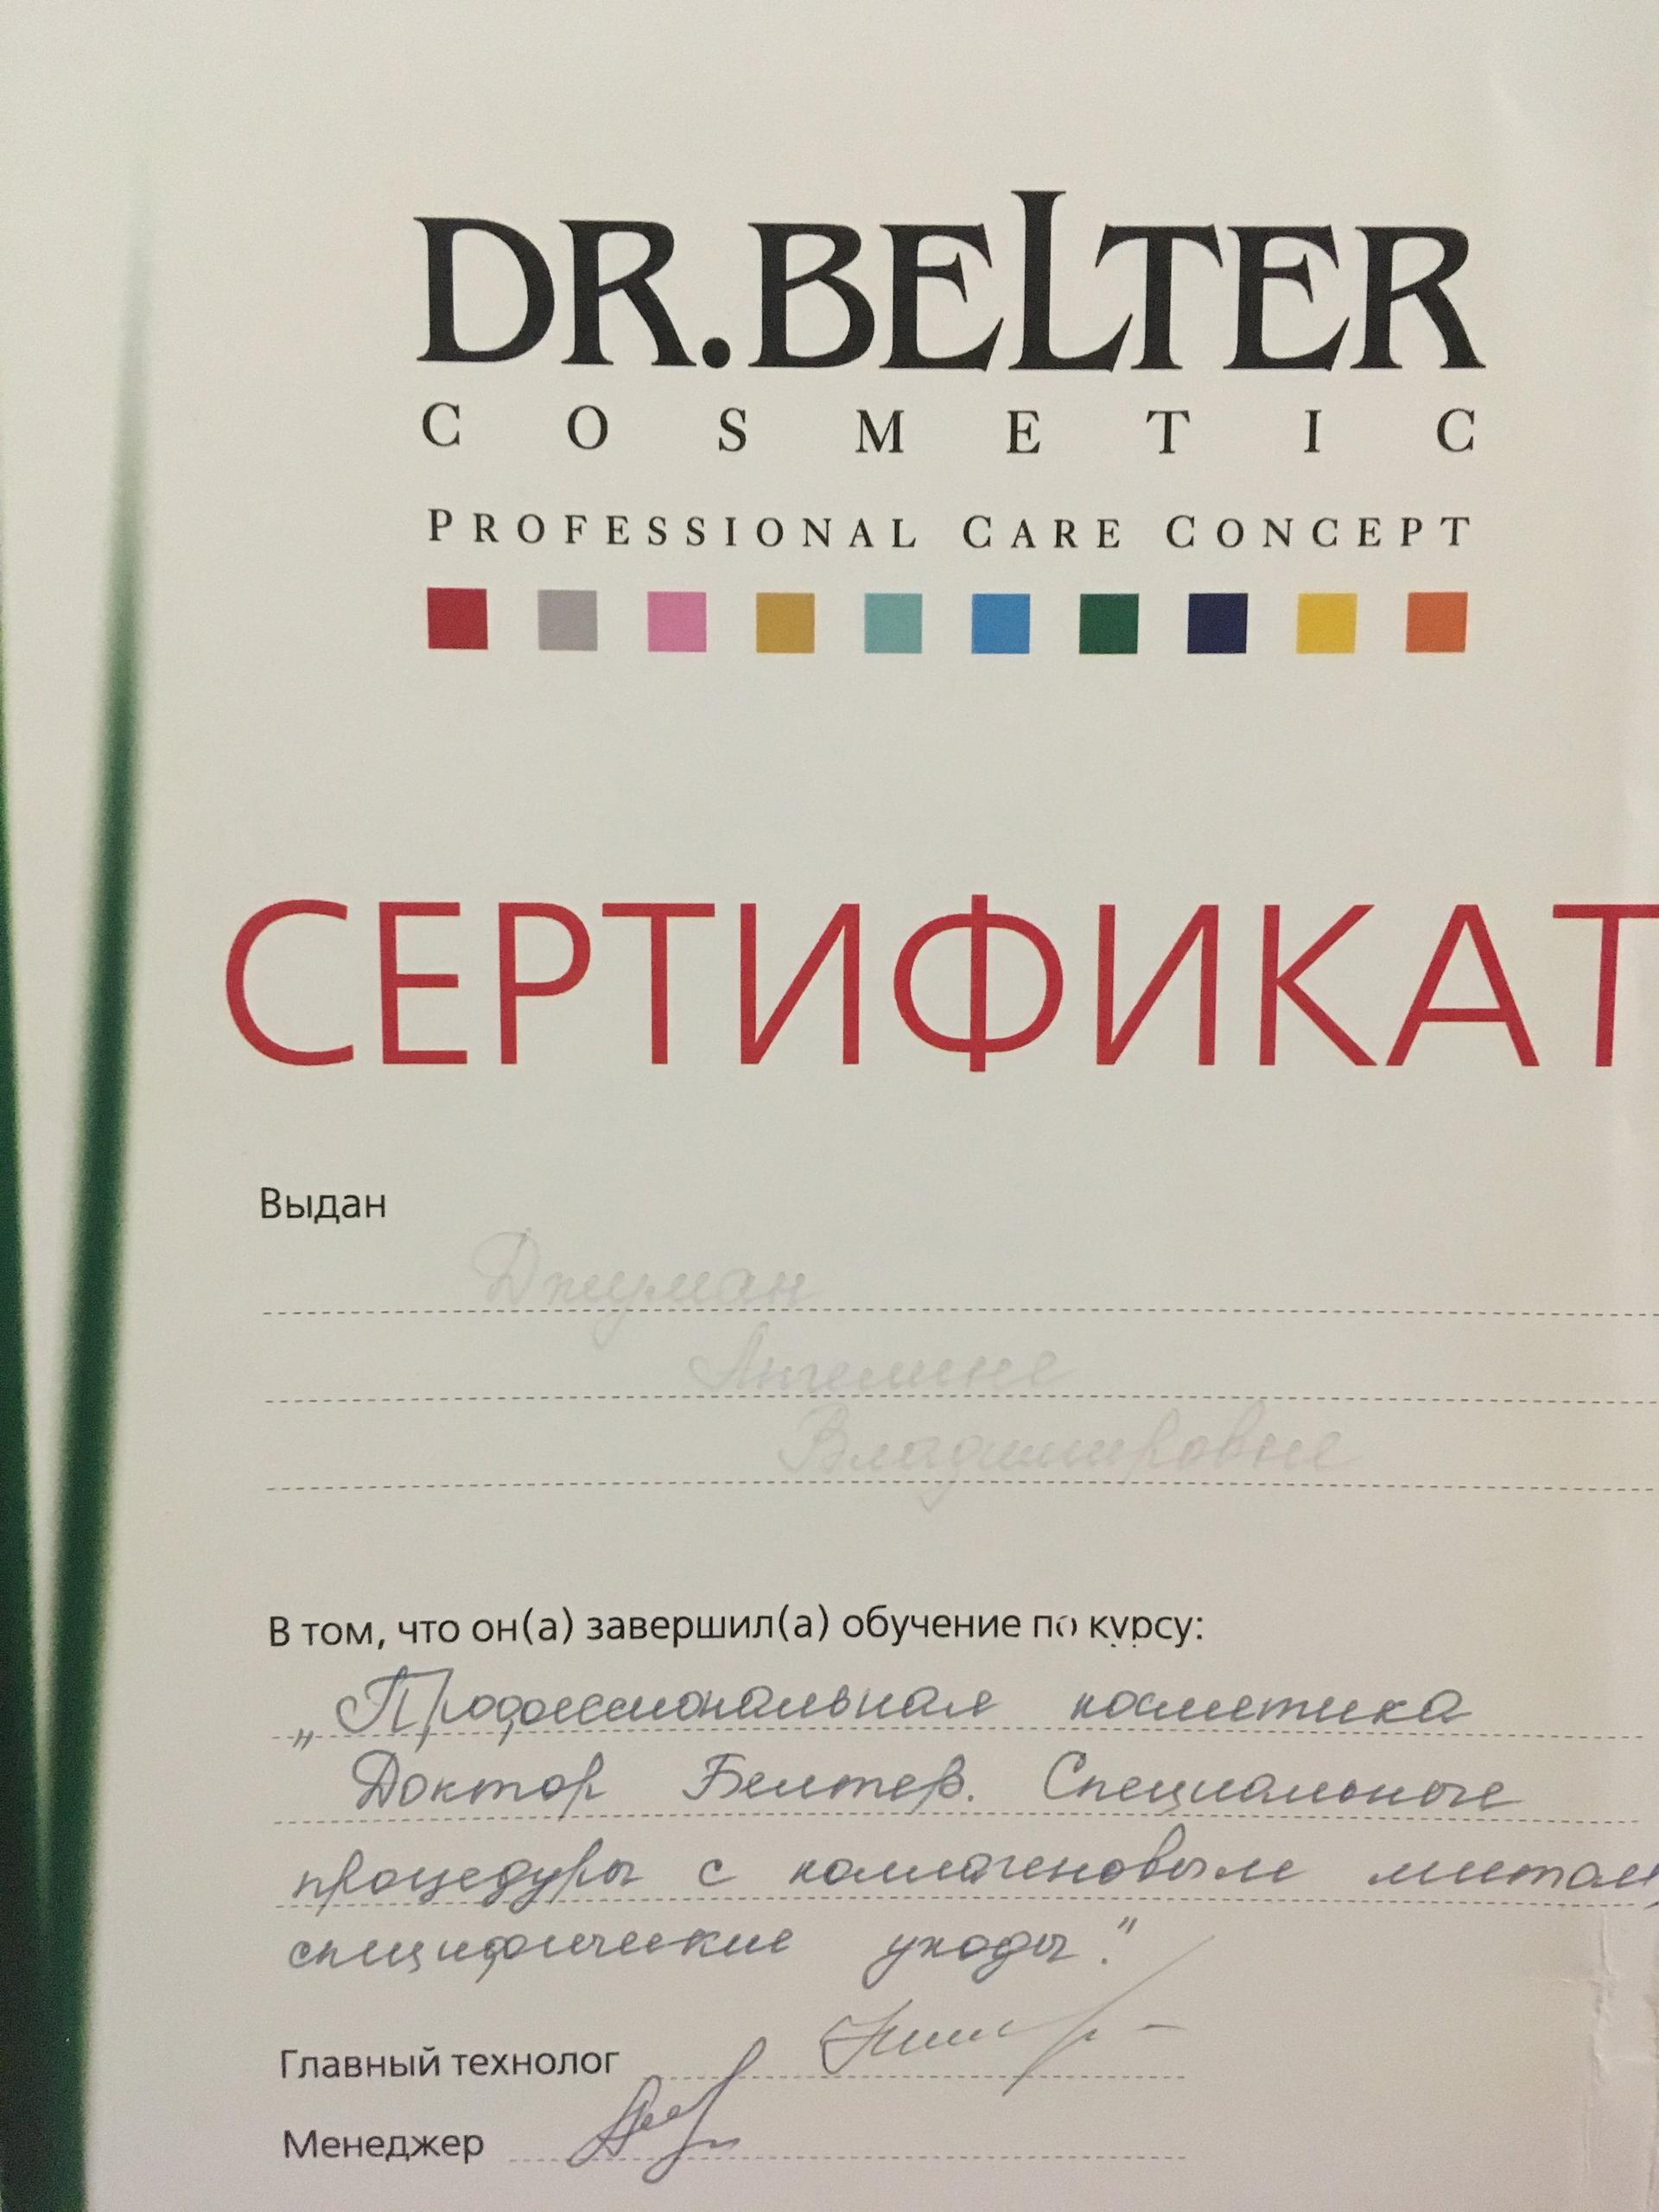 DR.BELTER
COSMETIC
PROFESSIONAL CARE CONCEPT
СЕРТИФИКАТ
Выдан
Джуман
Ангелине
Владимировне
В том, что он(а) завершил(а) обучение по курсу:
„Профессиональная косметика
Доктор Белтер. Специальные
процедуры с коллагеновыми
специфические уходы."
Главный технолог
Менеджер